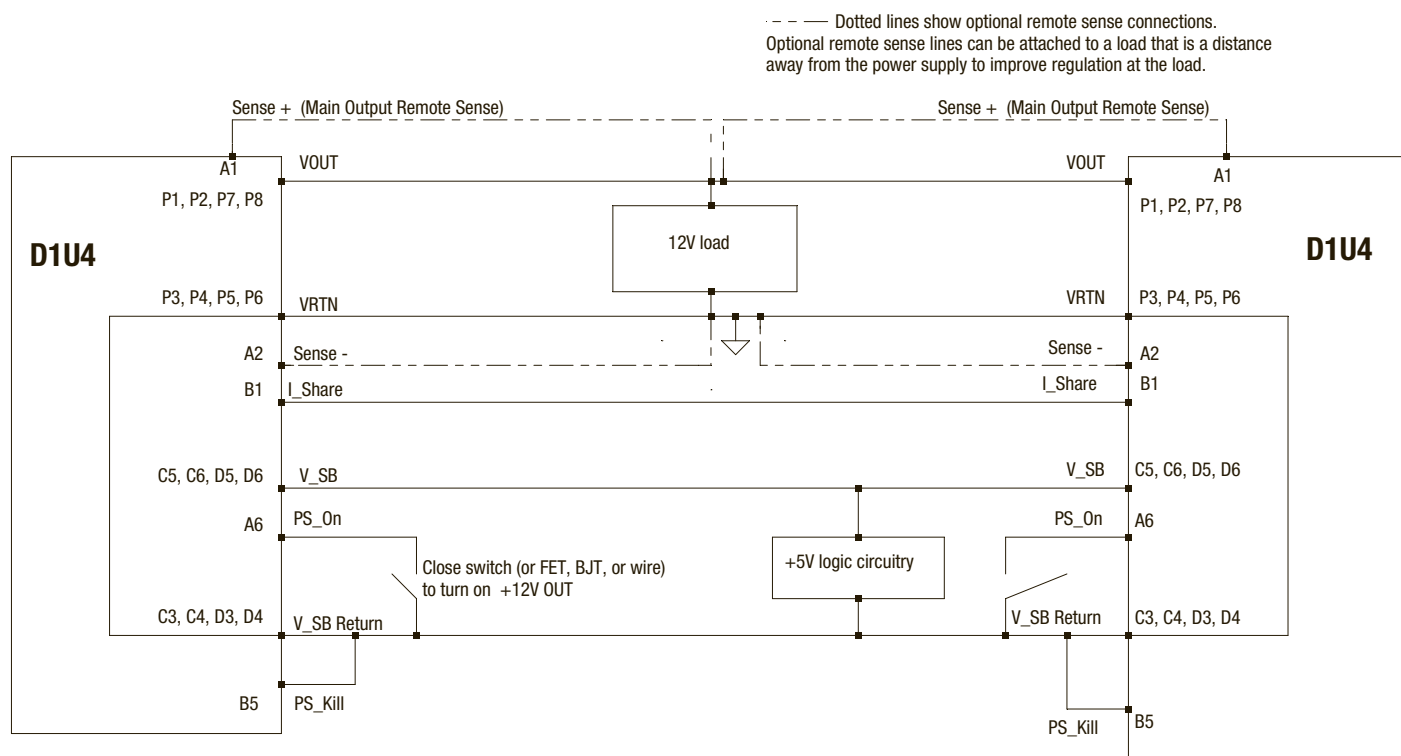 Dotted lines show optional remote sense connections.
Optional remote sense lines can be attached to a load that is a distance
away from the power supply to improve regulation at the load.
Sense + (Main Output Remote Sense)
Sense + (Main Output Remote Sense)
A1
VOUT
VOUT
A1
P1, P2, P7, P8
P1, P2, P7, P8
D1U4
12V load
D1U4
P3, P4, P5, P6
VRTN
VRTN
P3, P4, P5, P6
A2
Sense -
Sense -
A2
B1
I_Share
I_Share
B1
C5, C6, D5, D6
V_SB
V_SB
C5, C6, D5, D6
A6
PS_On
PS_On
A6
Close switch (or FET, BJT, or wire)
to turn on +12V OUT
+5V logic circuitry
C3, C4, D3, D4
V_SB Return
V_SB Return
C3, C4, D3, D4
B5
PS_Kill
PS_Kill
B5